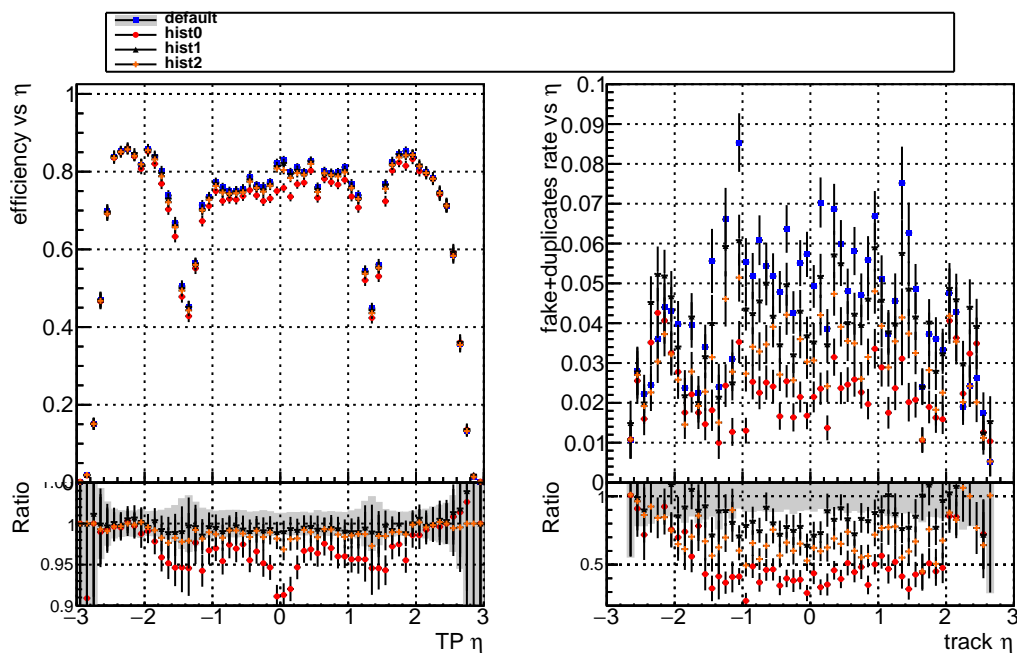 default
hist0
hist1
hist2
efficiency vs η
1
0.8
0.6
0.4
0.2
0
Ratio
1
0.95
0.9
−3 −2 −1 0 1 2 3
TP η
fake+duplicates rate vs η
0.1
0.09
0.08
0.07
0.06
0.05
0.04
0.03
0.02
0.01
0
Ratio
1
0.5
−3 −2 −1 0 1 2 3
track η